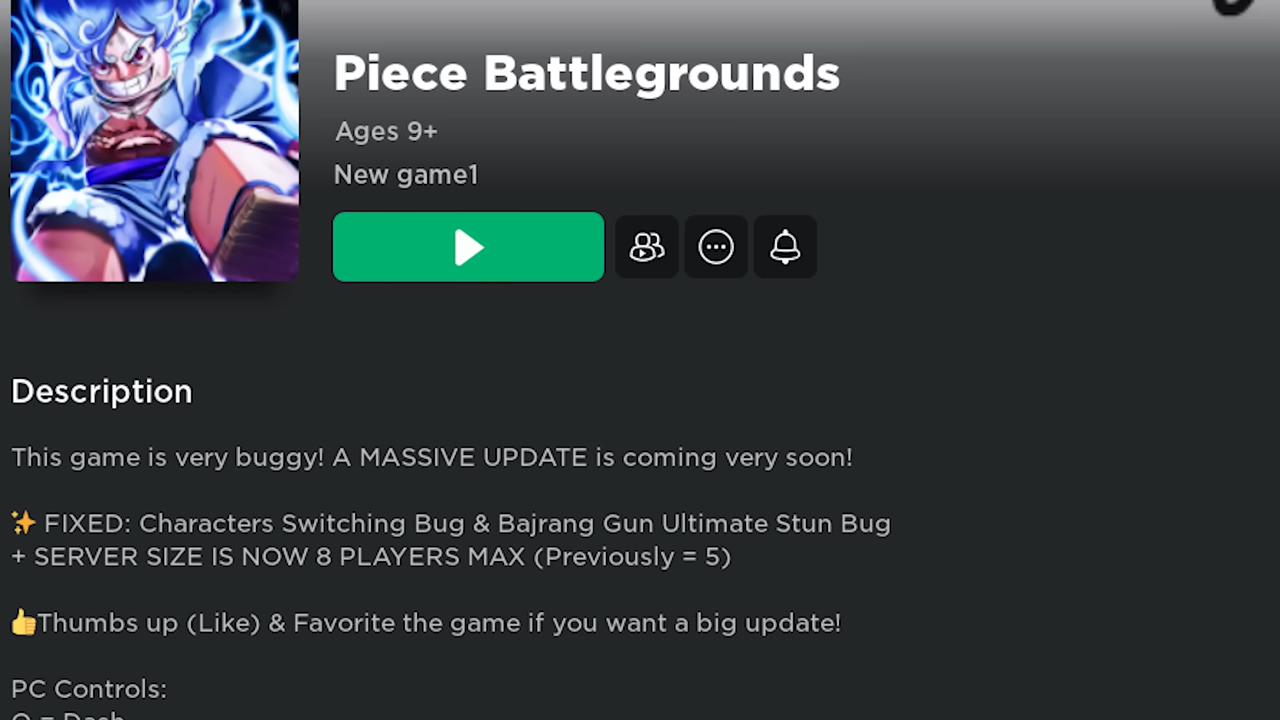 Piece Battlegrounds
Ages 9+
New game1
Description
This game is very buggy! A MASSIVE UPDATE is coming very soon!
✨ FIXED: Characters Switching Bug & Bajrang Gun Ultimate Stun Bug
+ SERVER SIZE IS NOW 8 PLAYERS MAX (Previously = 5)
👍Thumbs up (Like) & Favorite the game if you want a big update!
PC Controls:
Q = Dash